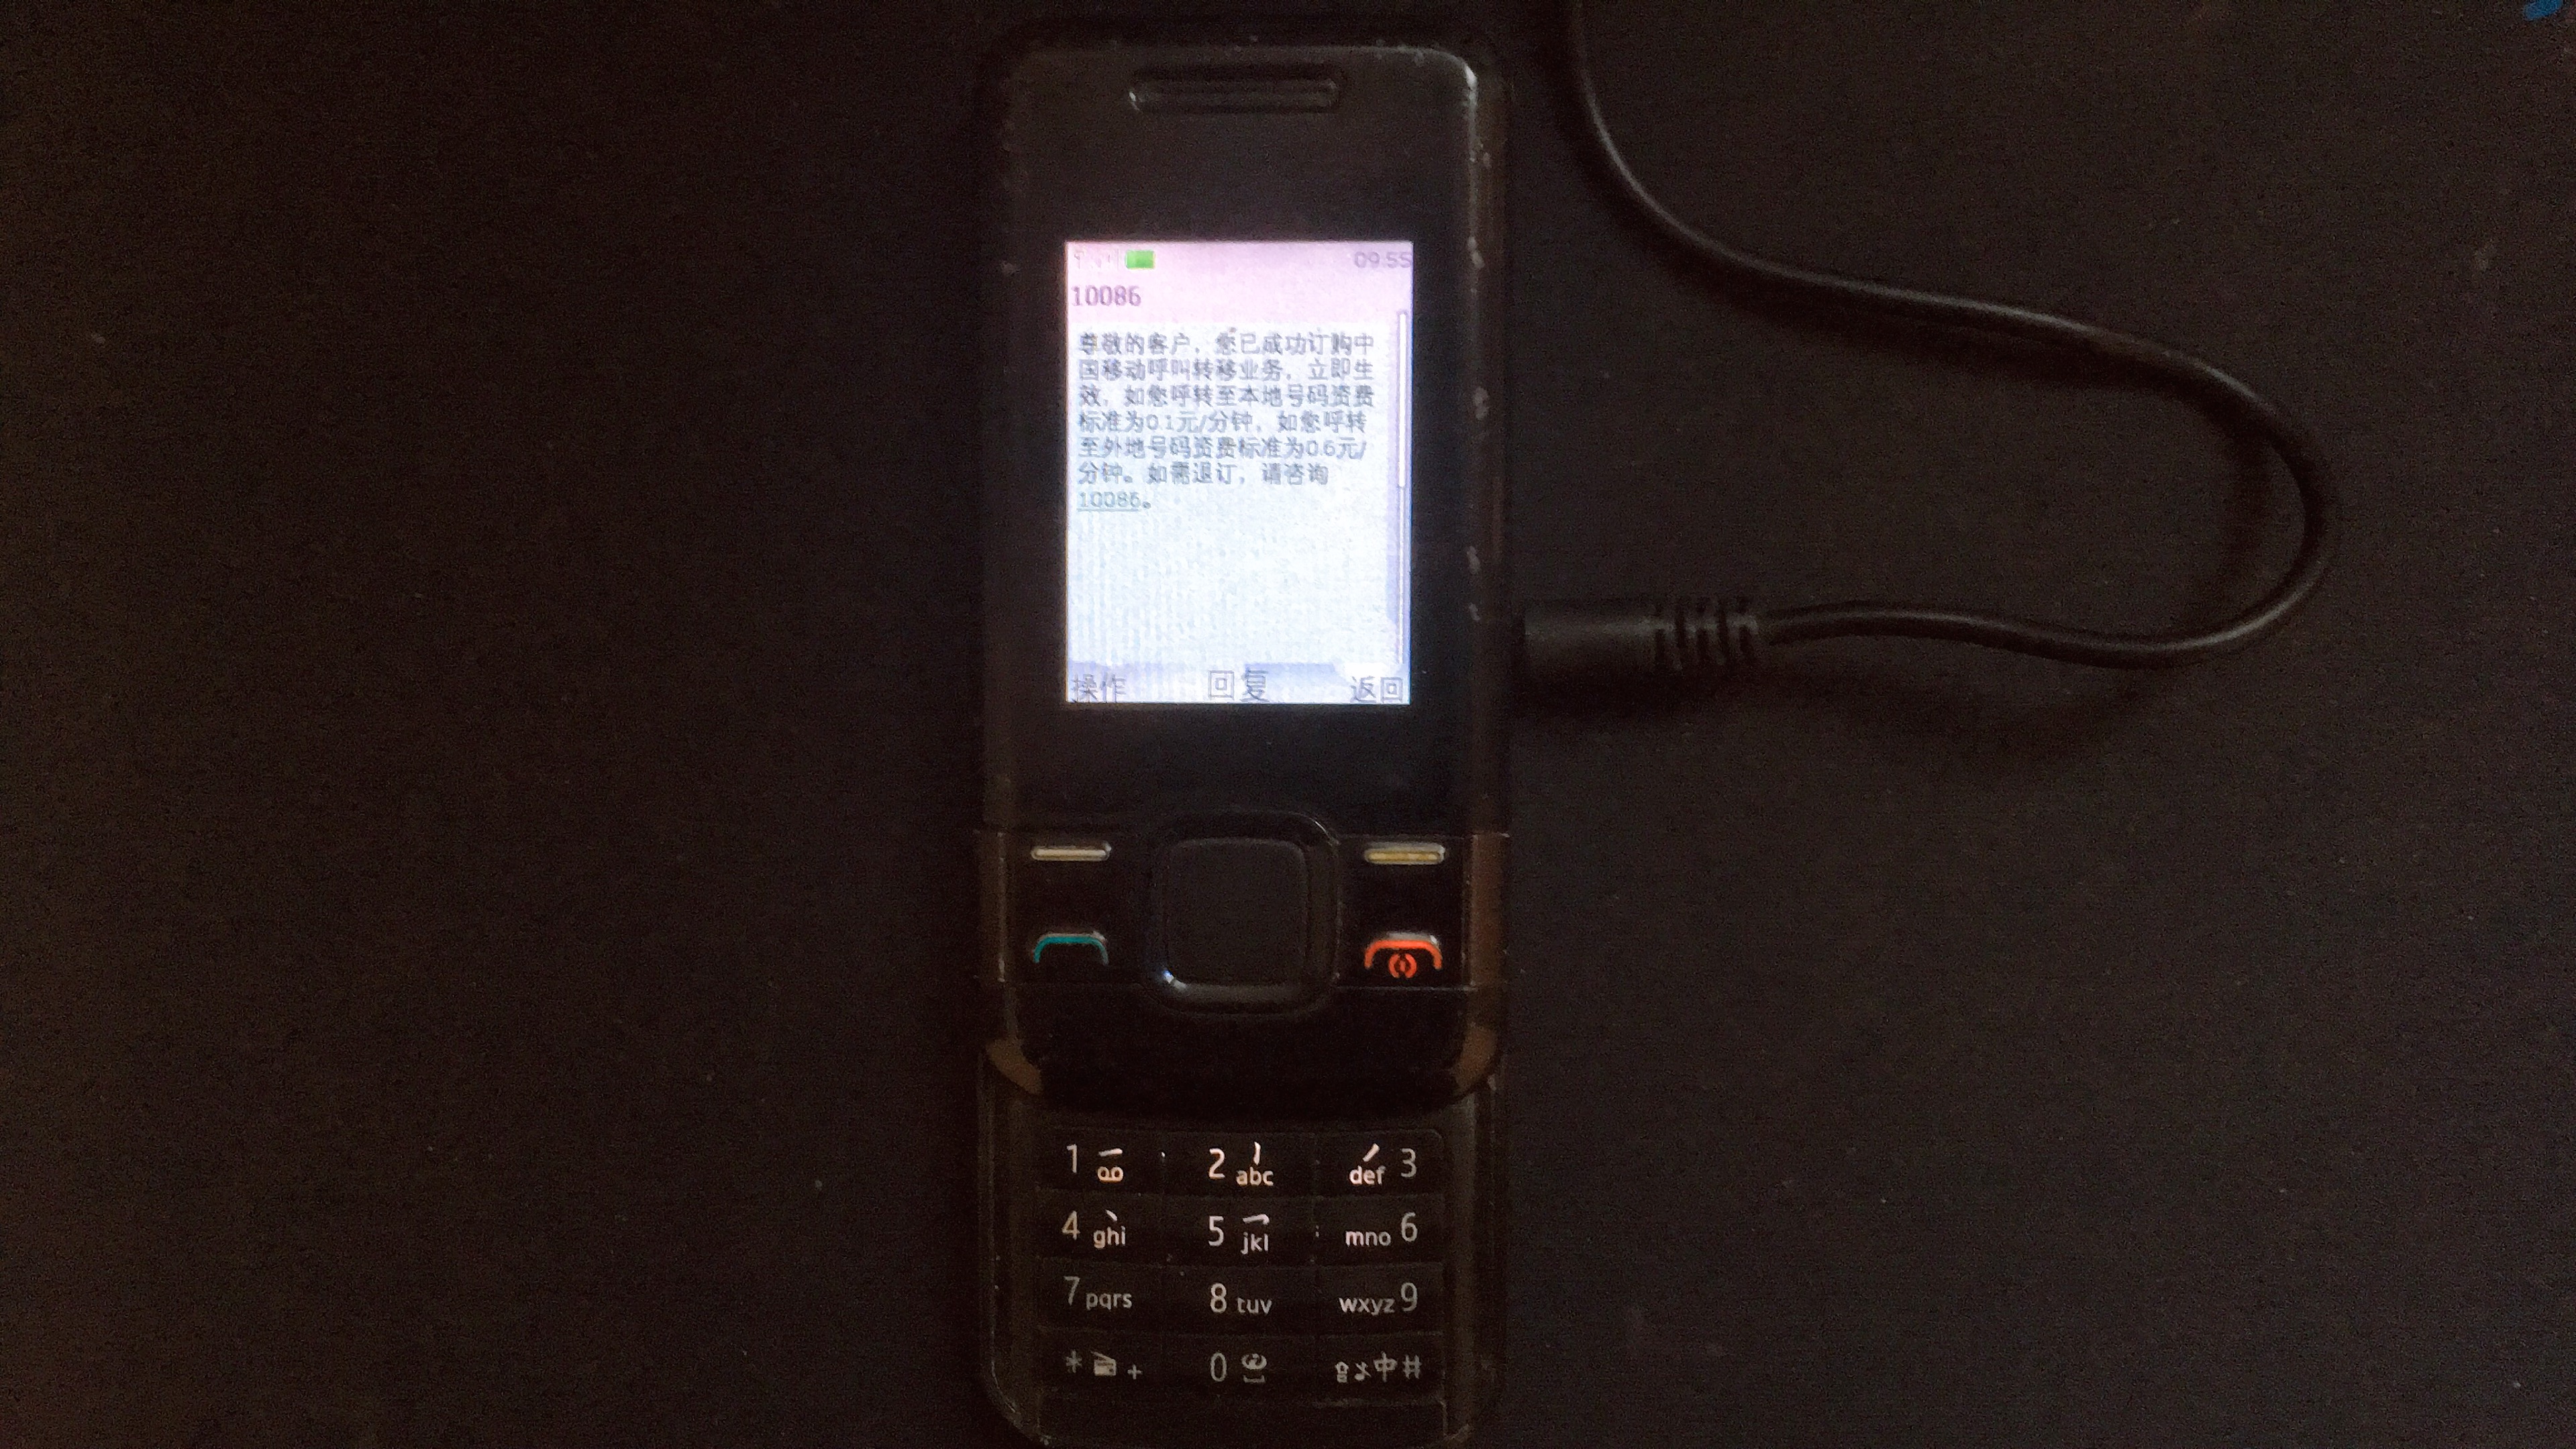 09:55
10086
尊敬的客户，您已成功订购中
国移动呼叫转移业务，立即生
效，如您呼转至本地号码资费
标准为0.1元/分钟，如您呼转
至外地号码资费标准为0.6元/
分钟。如需退订，请咨询
10086。
操作 回复 返回
1 2 abc def 3
4 ghi 5 jkl mno 6
7 pqrs 8 tuv wxyz 9
* + 0 中 #